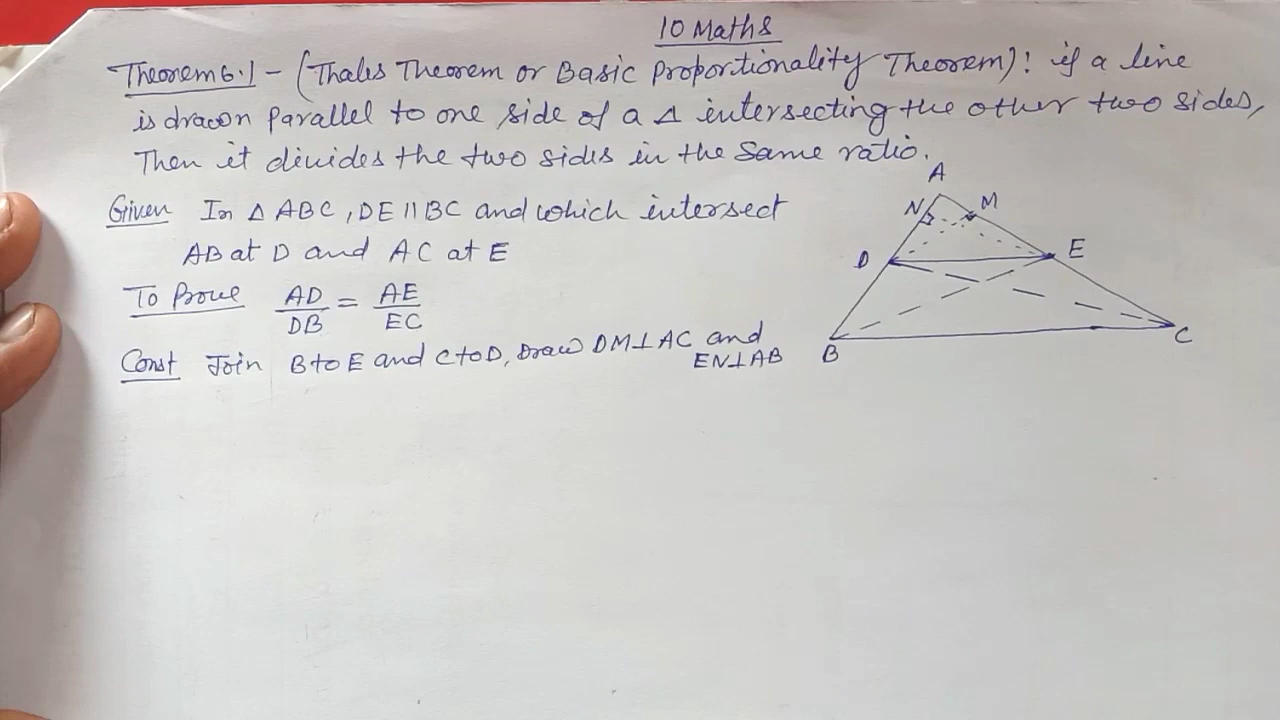 10 Maths
Theorem 6.1 - (Thales Theorem or Basic Proportionality Theorem): if a line
is drawn parallel to one side of a Δ intersecting the other two sides,
Then it divides the two sides in the same ratio.
Given In Δ ABC, DE || BC and which intersect
AB at D and AC at E
To Prove AD/DB = AE/EC
Const Join B to E and C to D, Draw DM⊥AC and
EN⊥AB
A
N M
D E
B C